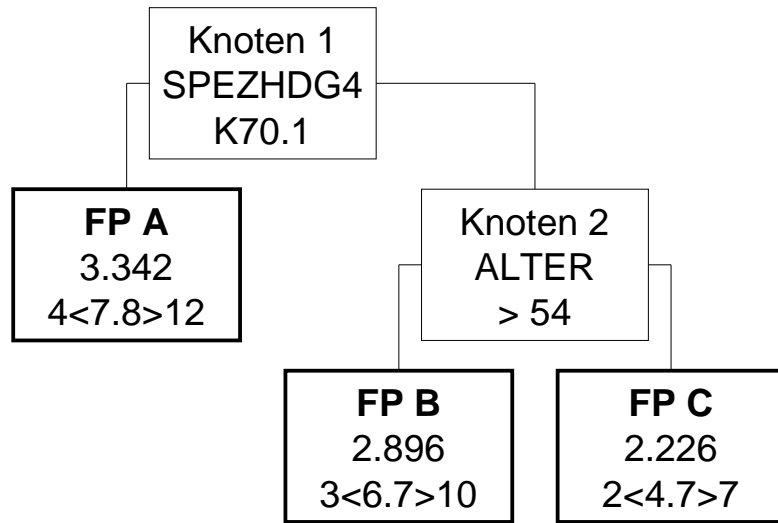 Knoten 1
SPEZHDG4
K70.1
FP A
3.342
4<7.8>12
Knoten 2
ALTER
> 54
FP B
2.896
3<6.7>10
FP C
2.226
2<4.7>7